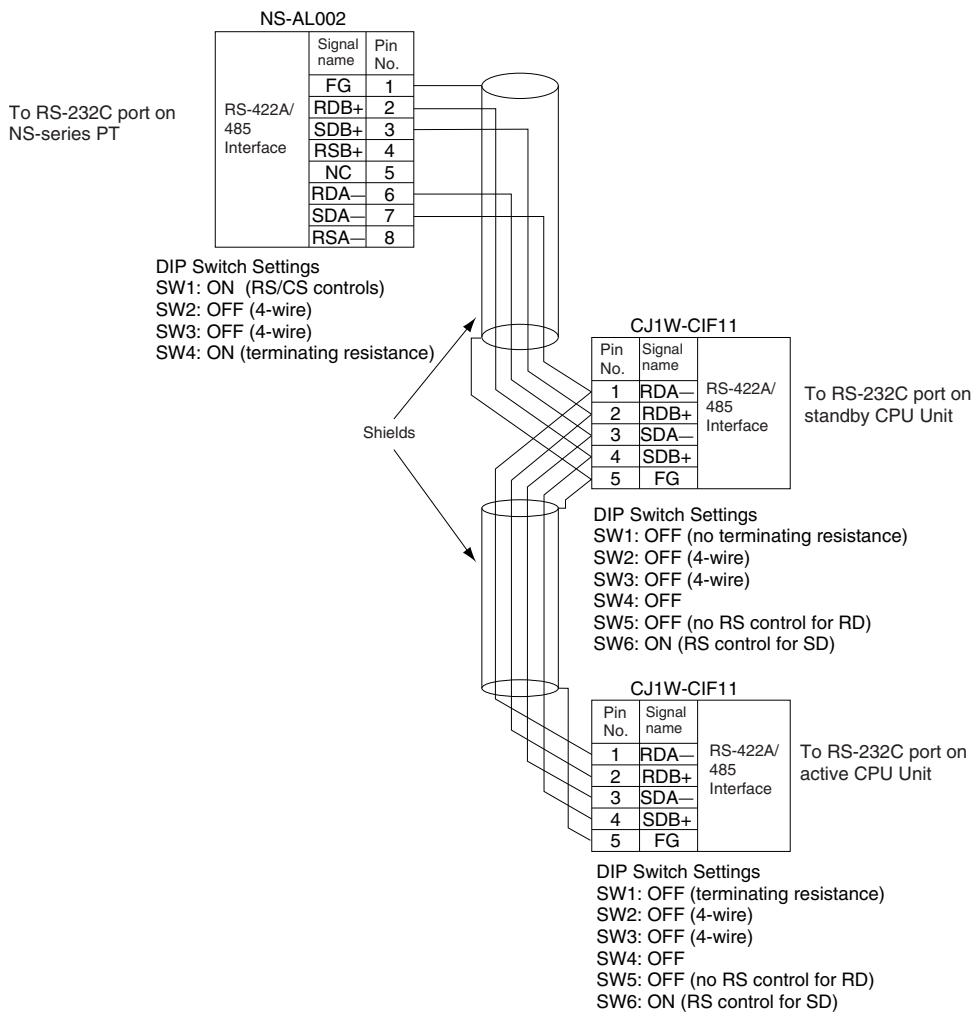 NS-AL002
Signal name Pin No.
FG 1
RDB+ 2
SDB+ 3
RSB+ 4
NC 5
RDA— 6
SDA— 7
RSA— 8
RS-422A/
485
Interface
To RS-232C port on
NS-series PT
DIP Switch Settings
SW1: ON (RS/CS controls)
SW2: OFF (4-wire)
SW3: OFF (4-wire)
SW4: ON (terminating resistance)
Shields
CJ1W-CIF11
Pin No. Signal name
1 RDA—
2 RDB+
3 SDA—
4 SDB+
5 FG
RS-422A/
485
Interface
To RS-232C port on
standby CPU Unit
DIP Switch Settings
SW1: OFF (no terminating resistance)
SW2: OFF (4-wire)
SW3: OFF (4-wire)
SW4: OFF
SW5: OFF (no RS control for RD)
SW6: ON (RS control for SD)
CJ1W-CIF11
Pin No. Signal name
1 RDA—
2 RDB+
3 SDA—
4 SDB+
5 FG
RS-422A/
485
Interface
To RS-232C port on
active CPU Unit
DIP Switch Settings
SW1: OFF (terminating resistance)
SW2: OFF (4-wire)
SW3: OFF (4-wire)
SW4: OFF
SW5: OFF (no RS control for RD)
SW6: ON (RS control for SD)